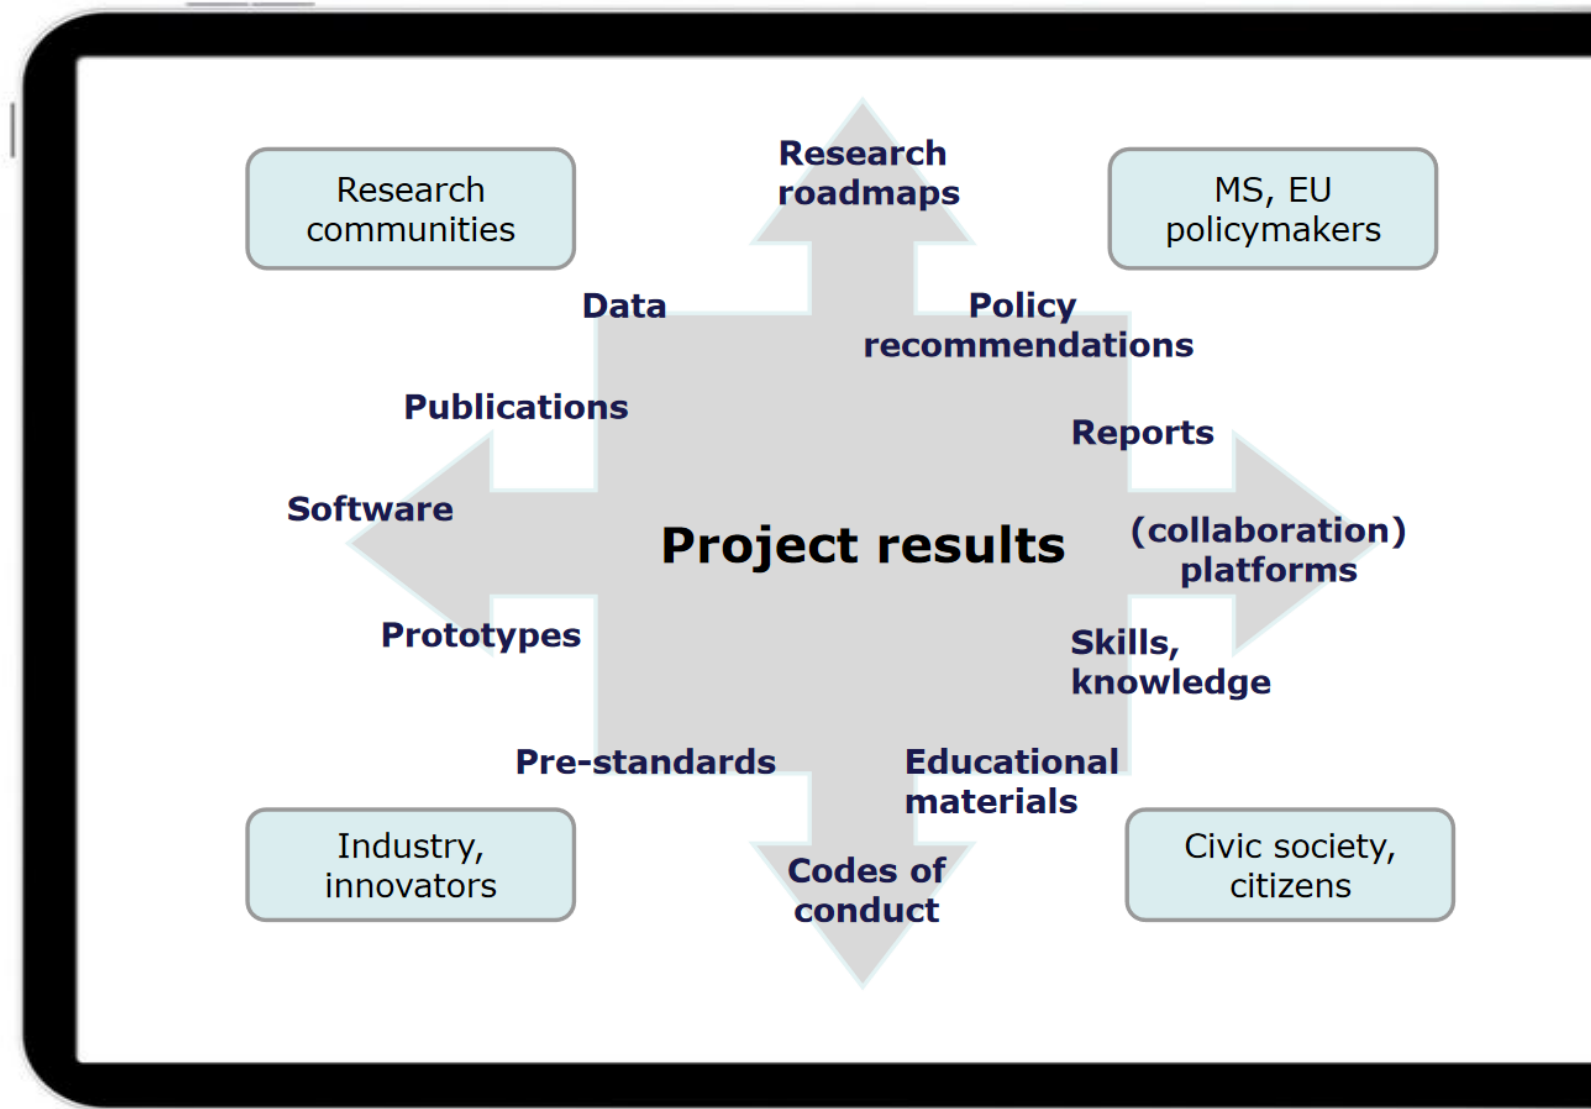 Research
roadmaps
Research
communities
MS, EU
policymakers
Data
Policy
recommendations
Publications
Reports
Software
(collaboration)
platforms
Project results
Prototypes
Skills,
knowledge
Pre-standards
Educational
materials
Industry,
innovators
Codes of
conduct
Civic society,
citizens